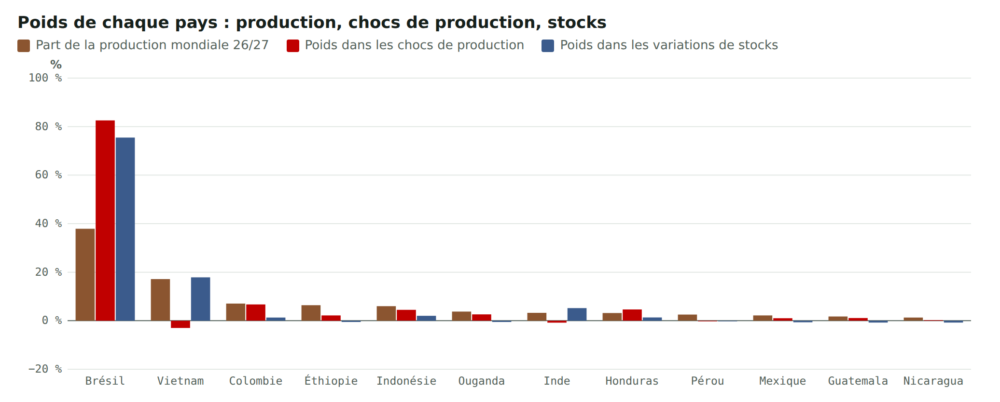 Poids de chaque pays : production, chocs de production, stocks
Part de la production mondiale 26/27 Poids dans les chocs de production Poids dans les variations de stocks
%
100 %
80 %
60 %
40 %
20 %
0 %
−20 %
Brésil Vietnam Colombie Éthiopie Indonésie Ouganda Inde Honduras Pérou Mexique Guatemala Nicaragua